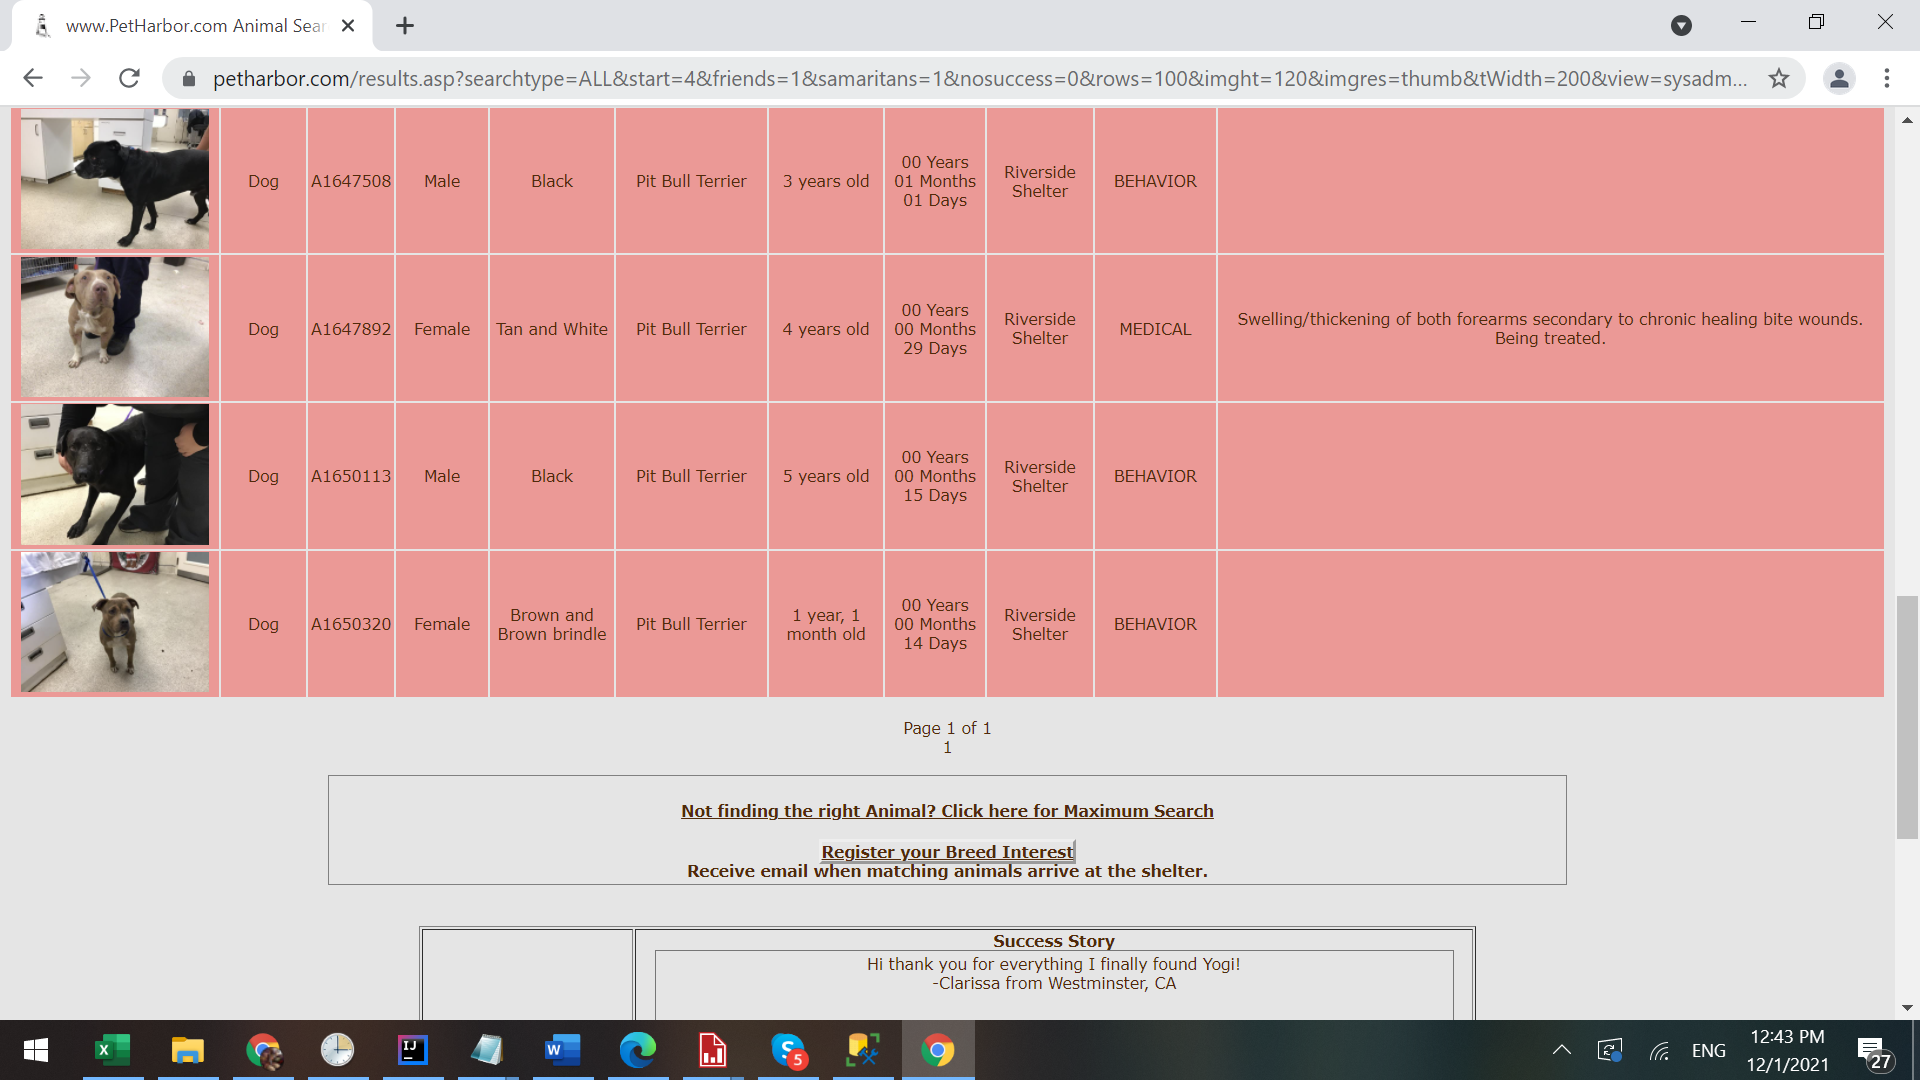 www.PetHarbor.com Animal Sear
petharbor.com/results.asp?searchtype=ALL&start=4&friends=1&samaritans=1&nosuccess=0&rows=100&imght=120&imgres=thumb&tWidth=200&view=sysadm...
Dog A1647508 Male Black Pit Bull Terrier 3 years old 00 Years 01 Months 01 Days Riverside Shelter BEHAVIOR
Dog A1647892 Female Tan and White Pit Bull Terrier 4 years old 00 Years 00 Months 29 Days Riverside Shelter MEDICAL Swelling/thickening of both forearms secondary to chronic healing bite wounds. Being treated.
Dog A1650113 Male Black Pit Bull Terrier 5 years old 00 Years 00 Months 15 Days Riverside Shelter BEHAVIOR
Dog A1650320 Female Brown and Brown brindle Pit Bull Terrier 1 year, 1 month old 00 Years 00 Months 14 Days Riverside Shelter BEHAVIOR
Page 1 of 1
1
Not finding the right Animal? Click here for Maximum Search
Register your Breed Interest
Receive email when matching animals arrive at the shelter.
Success Story
Hi thank you for everything I finally found Yogi!
-Clarissa from Westminster, CA
X IJ W S 5 ENG 12:43 PM
12/1/2021 27